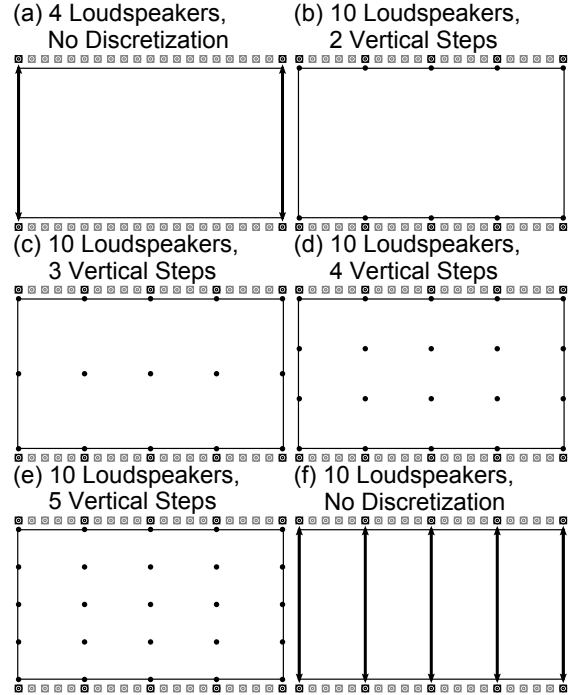 (a) 4 Loudspeakers,
No Discretization
(b) 10 Loudspeakers,
2 Vertical Steps
(c) 10 Loudspeakers,
3 Vertical Steps
(d) 10 Loudspeakers,
4 Vertical Steps
(e) 10 Loudspeakers,
5 Vertical Steps
(f) 10 Loudspeakers,
No Discretization